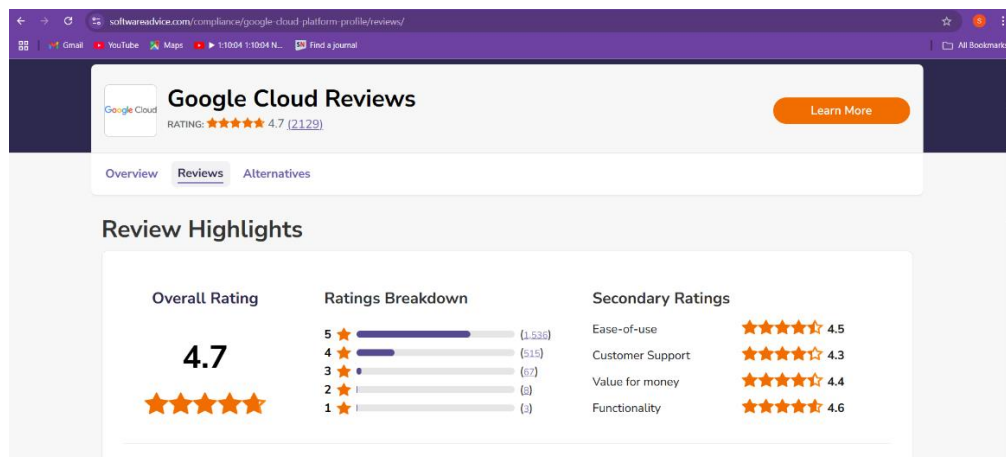 softwareadvice.com/compliance/google-cloud-platform-profile/reviews/
S
Gmail YouTube Maps 1:10:04 1:10:04 N... SN Find a journal All Bookmarks
Google Cloud
Google Cloud Reviews
RATING: 4.7 (2129)
Learn More
Overview Reviews Alternatives
Review Highlights
Overall Rating
4.7
Ratings Breakdown
5 (1,536)
4 (515)
3 (67)
2 (8)
1 (3)
Secondary Ratings
Ease-of-use 4.5
Customer Support 4.3
Value for money 4.4
Functionality 4.6